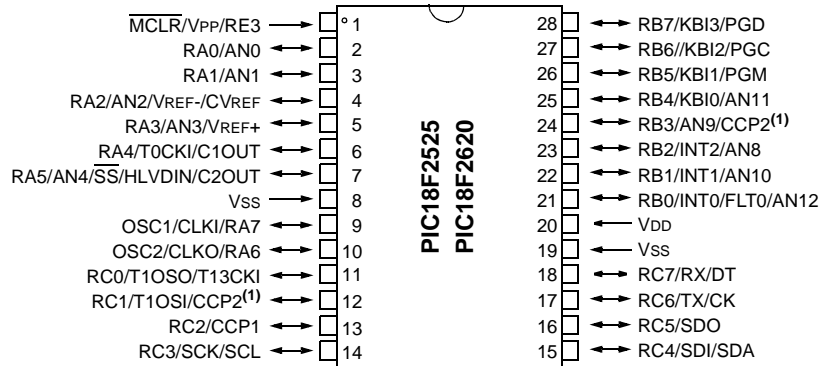 M̅C̅L̅R̅/VPP/RE3 1
RA0/AN0 2
RA1/AN1 3
RA2/AN2/VREF-/CVREF 4
RA3/AN3/VREF+ 5
RA4/T0CKI/C1OUT 6
RA5/AN4/S̅S̅/HLVDIN/C2OUT 7
VSS 8
OSC1/CLKI/RA7 9
OSC2/CLKO/RA6 10
RC0/T1OSO/T13CKI 11
RC1/T1OSI/CCP2(1) 12
RC2/CCP1 13
RC3/SCK/SCL 14
PIC18F2525
PIC18F2620
28 RB7/KBI3/PGD
27 RB6//KBI2/PGC
26 RB5/KBI1/PGM
25 RB4/KBI0/AN11
24 RB3/AN9/CCP2(1)
23 RB2/INT2/AN8
22 RB1/INT1/AN10
21 RB0/INT0/FLT0/AN12
20 VDD
19 VSS
18 RC7/RX/DT
17 RC6/TX/CK
16 RC5/SDO
15 RC4/SDI/SDA